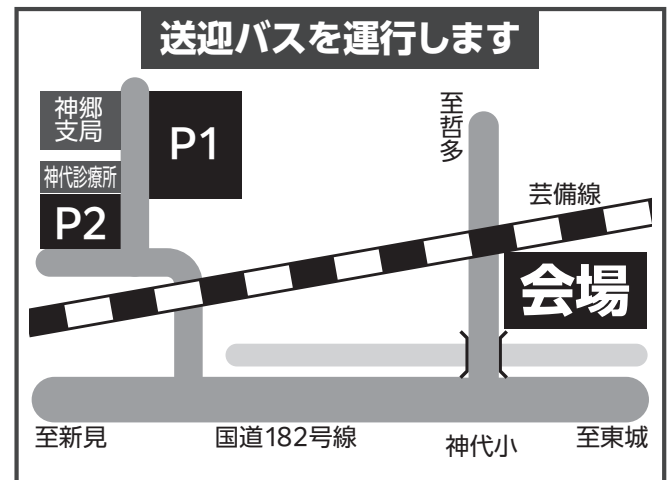 送迎バスを運行します
神郷
支局
P1
神代診療所
P2
至哲多
芸備線
会場
至新見
国道182号線
神代小
至東城